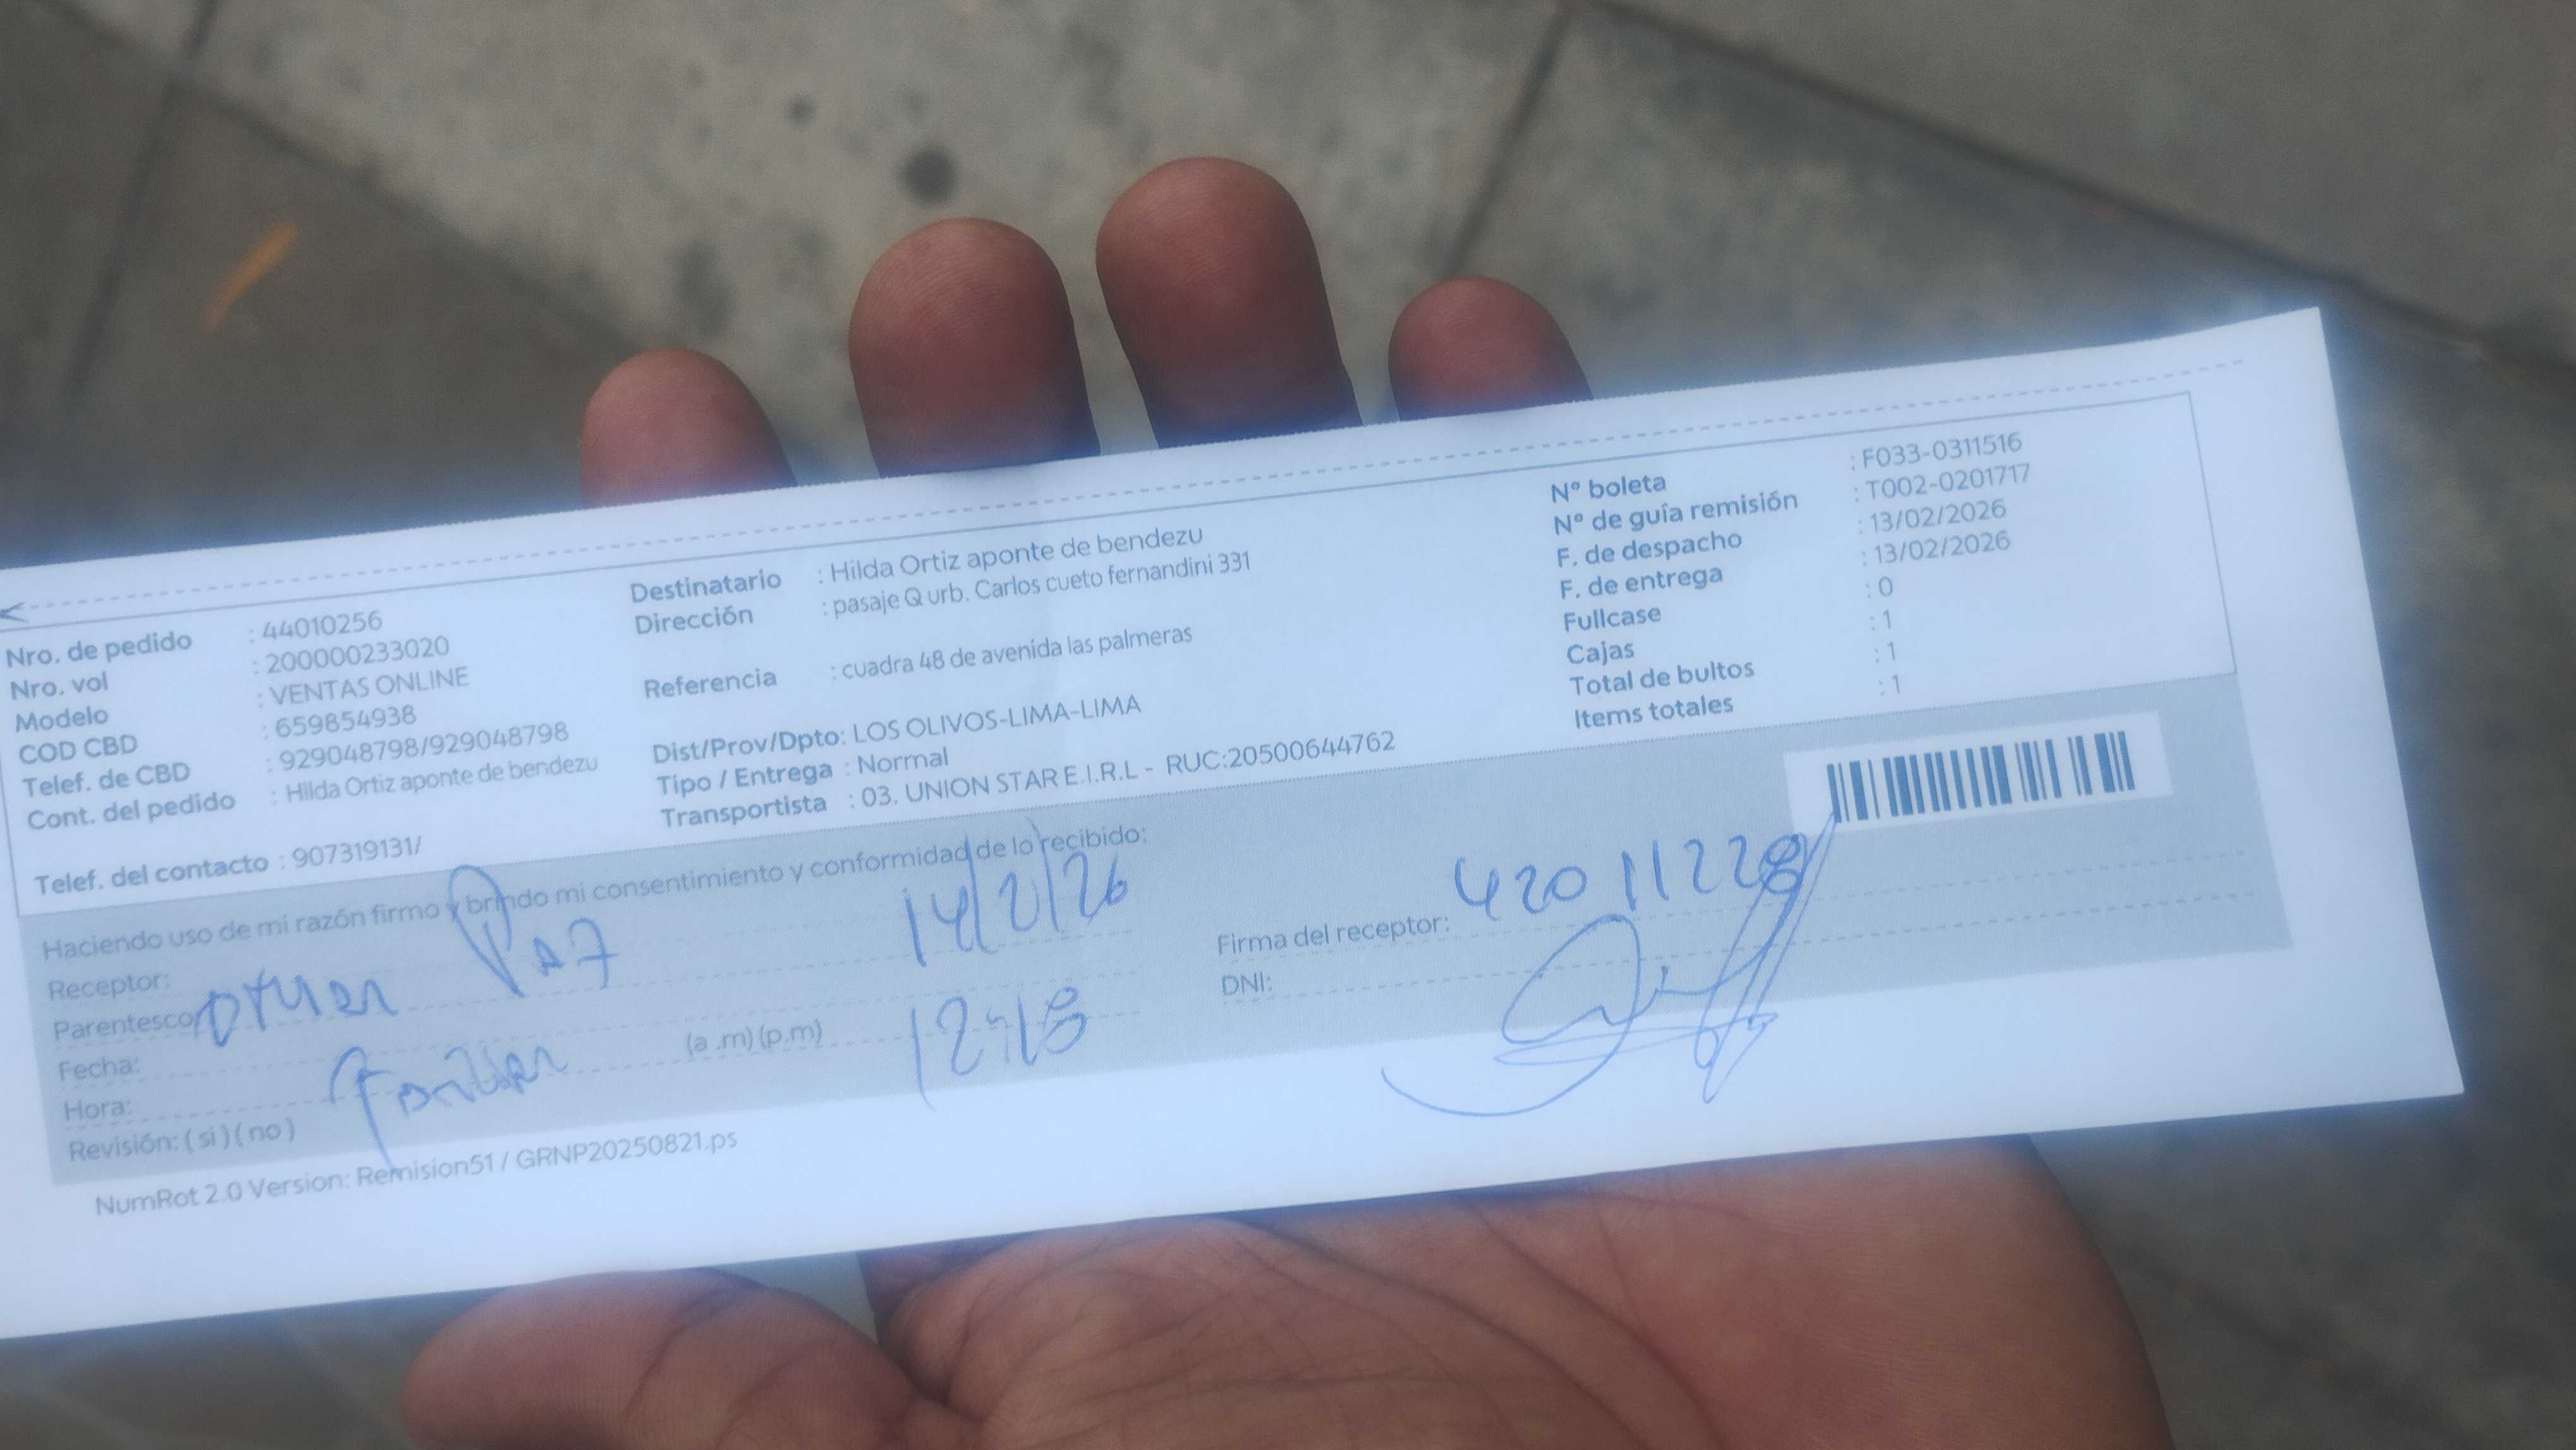 Nro. de pedido : 44010256
Nro. vol : 200000233020
Modelo : VENTAS ONLINE
COD CBD : 659854938
Telef. de CBD : 929048798/929048798
Cont. del pedido : Hilda Ortiz aponte de bendezu
Telef. del contacto : 907319131/
Destinatario : Hilda Ortiz aponte de bendezu
Dirección : pasaje Q urb. Carlos cueto fernandini 331
Referencia : cuadra 48 de avenida las palmeras
Dist/Prov/Dpto: LOS OLIVOS-LIMA-LIMA
Tipo / Entrega : Normal
Transportista : 03. UNION STAR E.I.R.L - RUC:20500644762
Nº boleta : F033-0311516
Nº de guía remisión : T002-0201717
F. de despacho : 13/02/2026
F. de entrega : 13/02/2026
Fullcase : 0
Cajas : 1
Total de bultos : 1
Items totales : 1
Haciendo uso de mi razón firmo y brindo mi consentimiento y conformidad de lo recibido:
Receptor: Paz
Parentesco:
Fecha: 14/2/26
Hora: (a .m) (p.m) 12:18
Revisión: ( si ) ( no )
Firma del receptor: 42011228
DNI:
NumRot 2.0 Version: Remision51 / GRNP20250821.ps